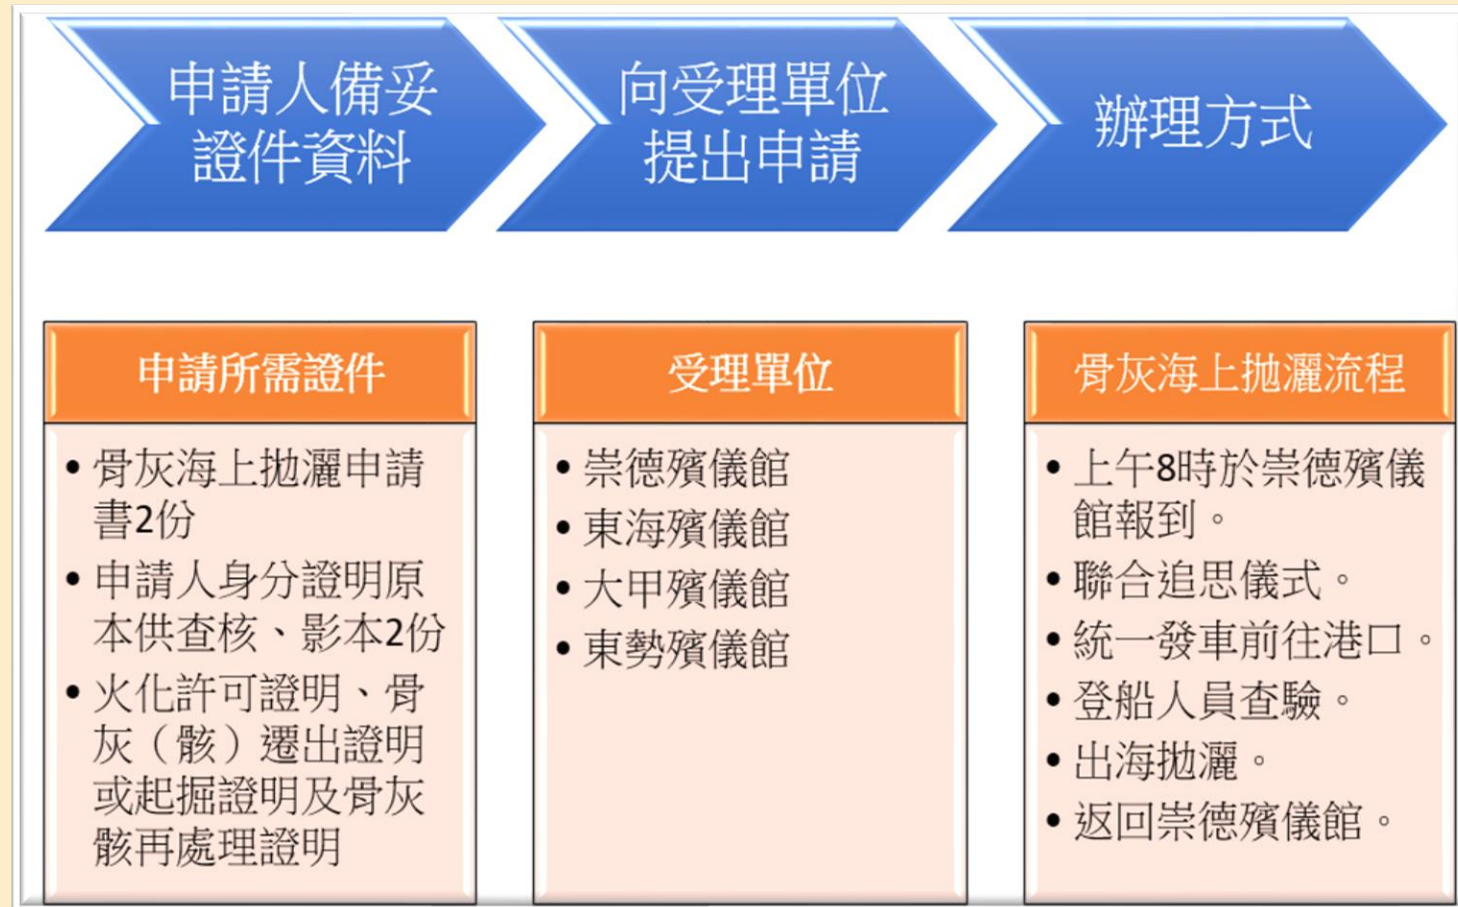 申請人備妥
證件資料
向受理單位
提出申請
辦理方式
申請所需證件
• 骨灰海上拋灑申請
書2份
• 申請人身分證明原
本供查核、影本2份
• 火化許可證明、骨
灰（骸）遷出證明
或起掘證明及骨灰
骸再處理證明
受理單位
• 崇德殯儀館
• 東海殯儀館
• 大甲殯儀館
• 東勢殯儀館
骨灰海上拋灑流程
• 上午8時於崇德殯儀
館報到。
• 聯合追思儀式。
• 統一發車前往港口。
• 登船人員查驗。
• 出海拋灑。
• 返回崇德殯儀館。